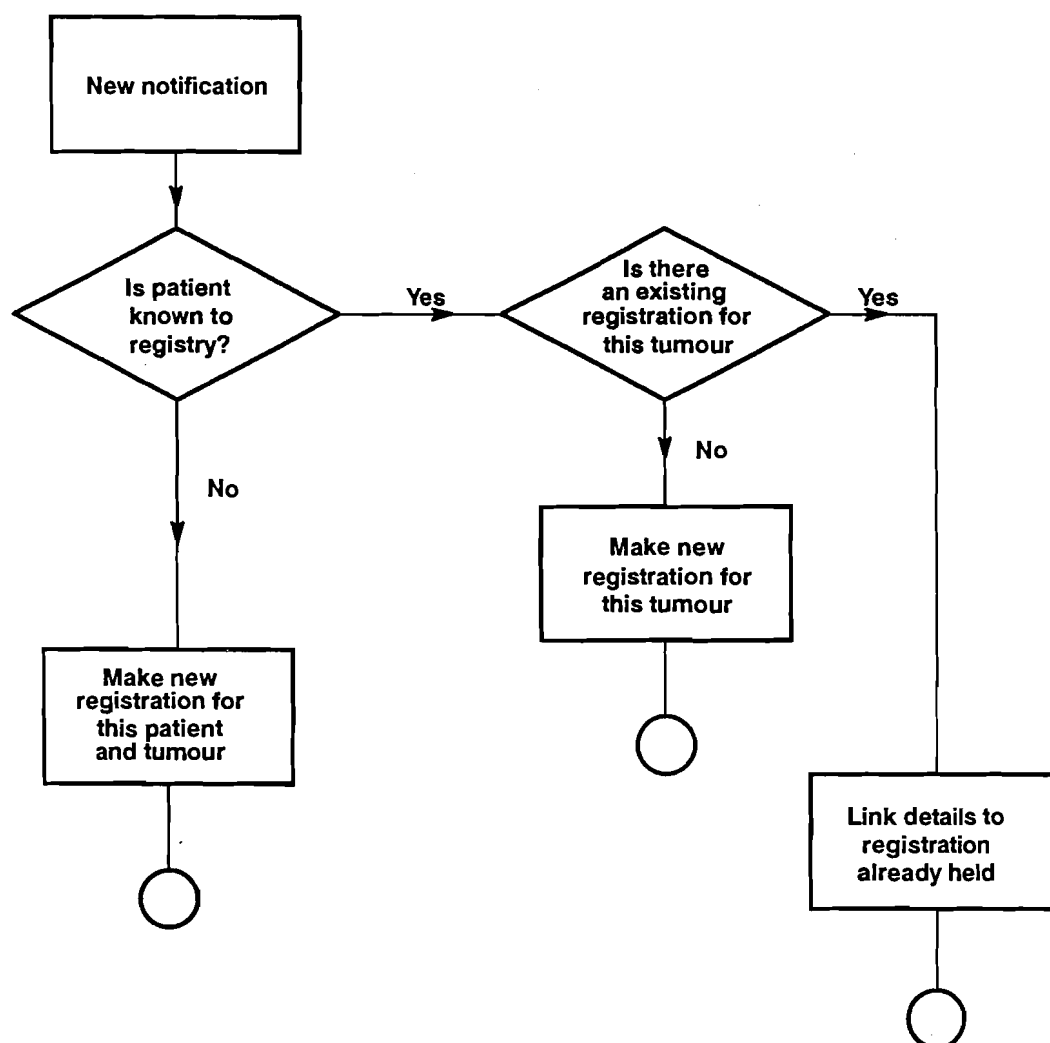 New notification
Is patient
known to
registry?
Yes
Is there
an existing
registration for
this tumour
Yes
No
No
Make new
registration for
this tumour
Make new
registration for
this patient
and tumour
Link details to
registration
already held